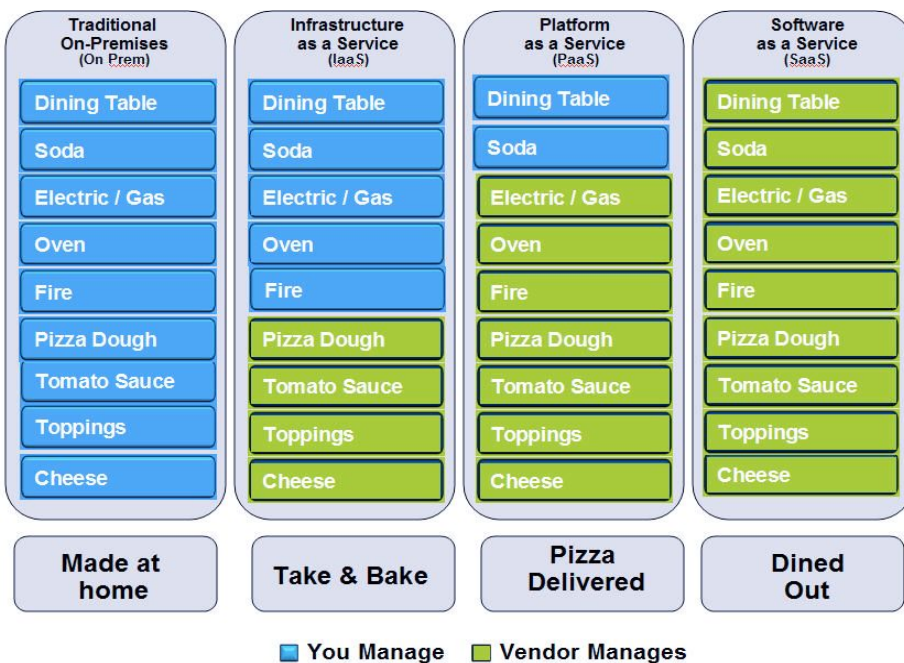 Traditional
On-Premises
(On Prem)
Dining Table
Soda
Electric / Gas
Oven
Fire
Pizza Dough
Tomato Sauce
Toppings
Cheese
Made at
home
Infrastructure
as a Service
(IaaS)
Dining Table
Soda
Electric / Gas
Oven
Fire
Pizza Dough
Tomato Sauce
Toppings
Cheese
Take & Bake
Platform
as a Service
(PaaS)
Dining Table
Soda
Electric / Gas
Oven
Fire
Pizza Dough
Tomato Sauce
Toppings
Cheese
Pizza
Delivered
Software
as a Service
(SaaS)
Dining Table
Soda
Electric / Gas
Oven
Fire
Pizza Dough
Tomato Sauce
Toppings
Cheese
Dined
Out
You Manage
Vendor Manages